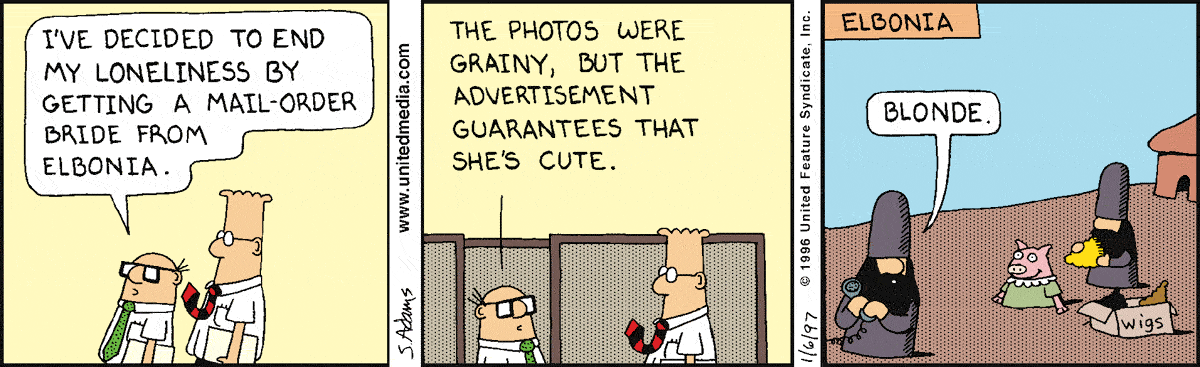 I'VE DECIDED TO END
MY LONELINESS BY
GETTING A MAIL-ORDER
BRIDE FROM
ELBONIA.
www.unitedmedia.com
S.Adams
THE PHOTOS WERE
GRAINY, BUT THE
ADVERTISEMENT
GUARANTEES THAT
SHE'S CUTE.
1/6/97 © 1996 United Feature Syndicate, Inc.
ELBONIA
BLONDE.
Wigs